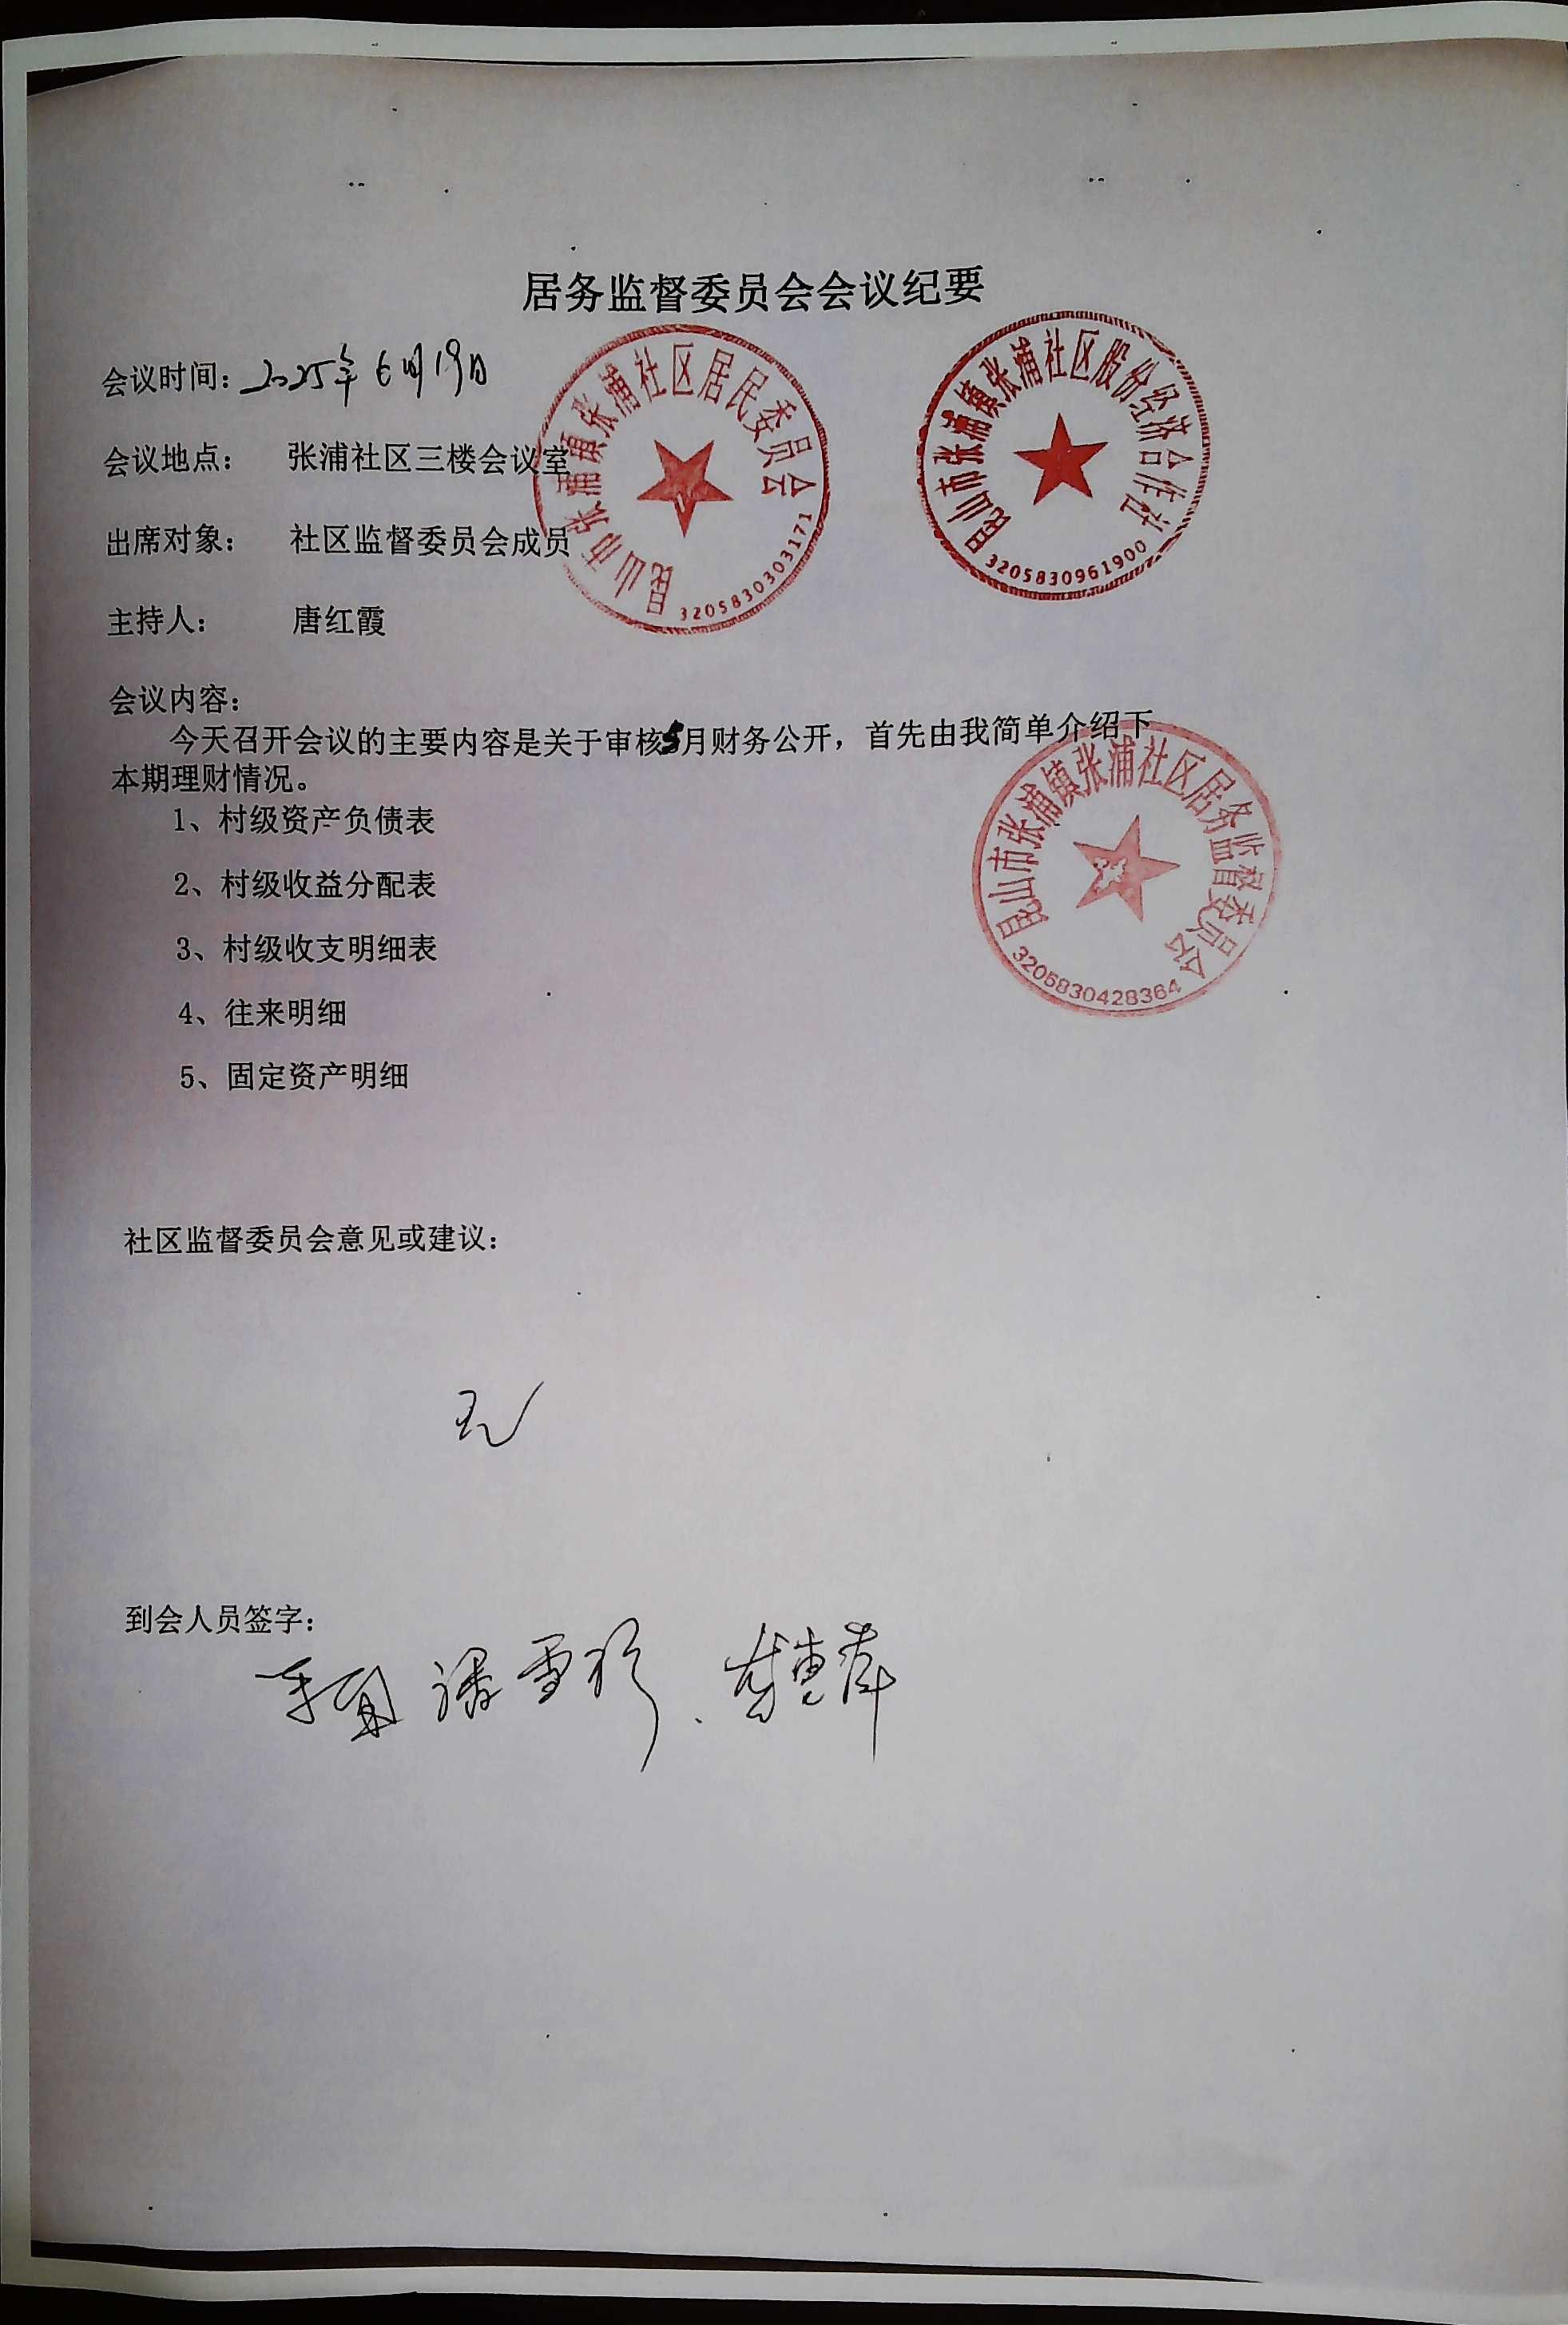 居务监督委员会会议纪要
会议时间：2025年6月19日
昆山市张浦镇张浦社区居民委员会
3205830303171
昆山市张浦镇张浦社区股份经济合作社
3205830961900
会议地点： 张浦社区三楼会议室
出席对象： 社区监督委员会成员
主持人： 唐红霞
会议内容：
今天召开会议的主要内容是关于审核5月财务公开，首先由我简单介绍下
本期理财情况。
昆山市张浦镇张浦社区居务监督委员会
3205830428364
1、村级资产负债表
2、村级收益分配表
3、村级收支明细表
4、往来明细
5、固定资产明细
社区监督委员会意见或建议：
无
到会人员签字：
潘雪珍